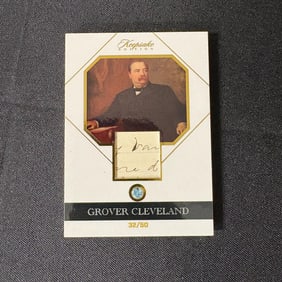 Keepsake
EDITION
GROVER CLEVELAND
32/50